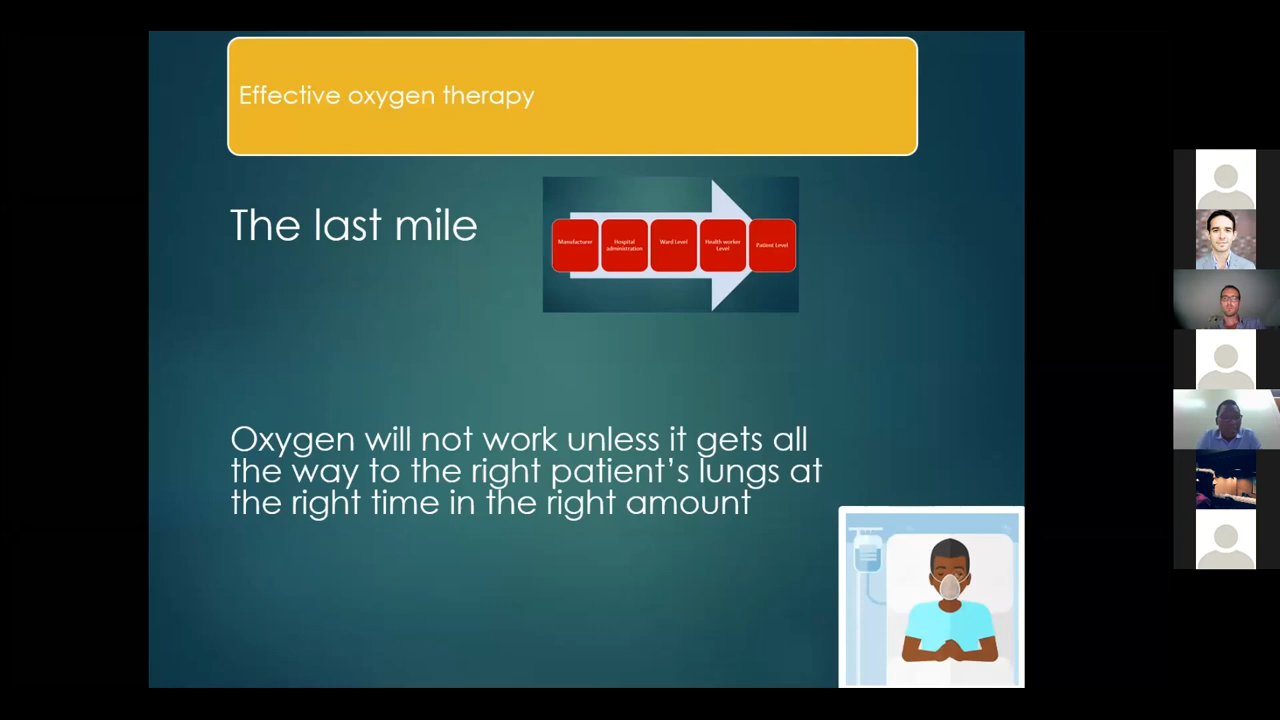 Effective oxygen therapy
The last mile
Manufacturer
Hospital
administration
Ward Level
Health worker
Level
Patient Level
Oxygen will not work unless it gets all
the way to the right patient’s lungs at
the right time in the right amount